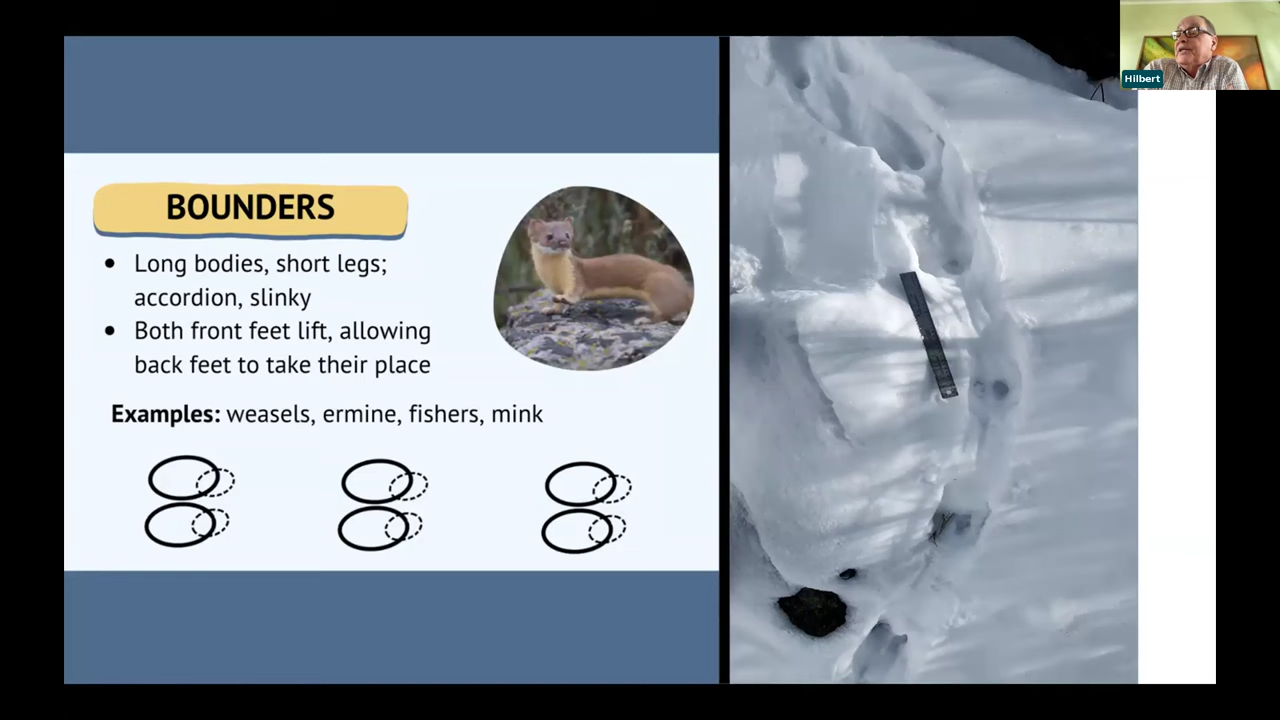 Hilbert
BOUNDERS
• Long bodies, short legs;
accordion, slinky
• Both front feet lift, allowing
back feet to take their place
Examples: weasels, ermine, fishers, mink